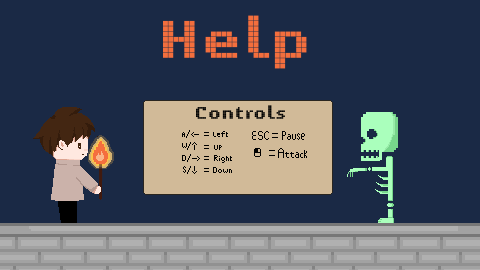 Help
Controls
A/← = Left
W/↑ = Up
D/→ = Right
S/↓ = Down
ESC = Pause
= Attack